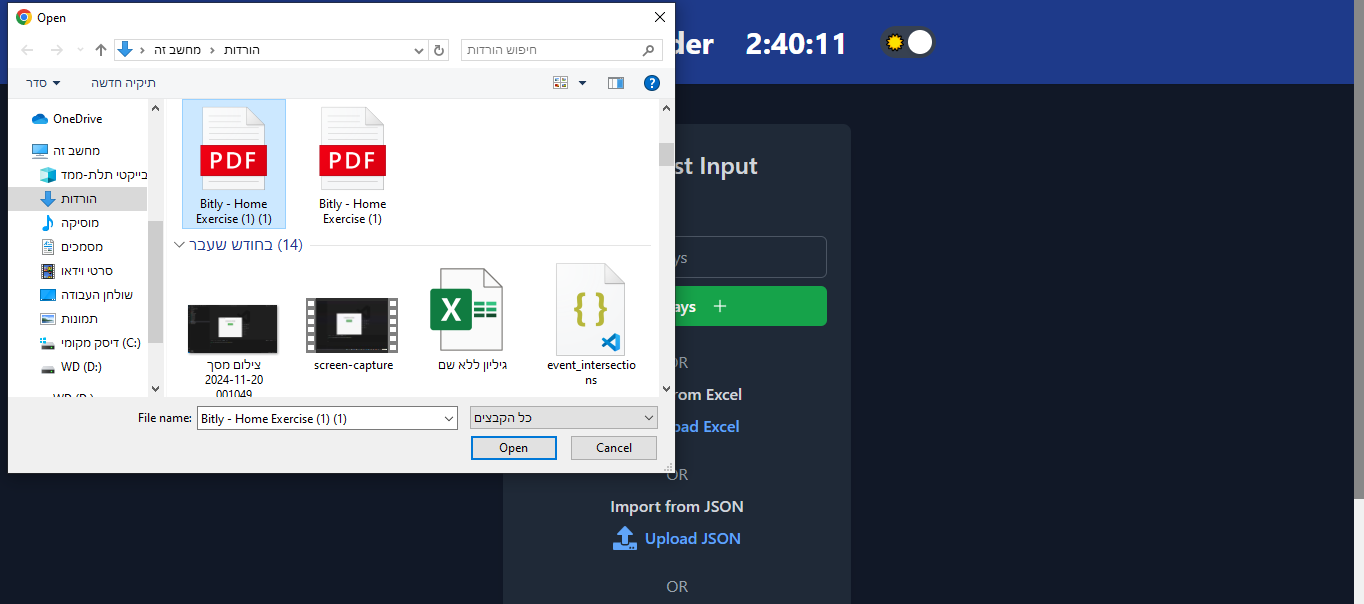 Open
מחשב זה
הורדות
חיפוש הורדות
סדר
תיקיה חדשה
OneDrive
מחשב זה
בייקטי תלת-ממד
הורדות
מוסיקה
מסמכים
סרטי וידאו
שולחן העבודה
תמונות
דיסק מקומי (C:)
WD (D:)
WD (D:)
PDF
Bitly - Home
Exercise (1) (1)
PDF
Bitly - Home
Exercise (1)
בחודש שעבר (14)
צילום מסך
2024-11-20
001049
screen-capture
X
גיליון ללא שם
{ }
event_intersectio
ns
File name:
Bitly - Home Exercise (1) (1)
כל הקבצים
Open
Cancel
der
2:40:11
st Input
ys
ays +
OR
rom Excel
oad Excel
OR
Import from JSON
Upload JSON
OR